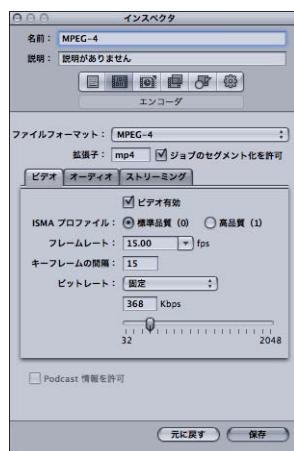 インスペクタ
名前： MPEG-4
説明： 説明がありません
エンコーダ
ファイルフォーマット： MPEG-4
拡張子： mp4 ジョブのセグメント化を許可
ビデオ オーディオ ストリーミング
ビデオ有効
ISMA プロファイル： 標準品質 (0) 高品質 (1)
フレームレート： 15.00 fps
キーフレームの間隔： 15
ビットレート： 固定
368 Kbps
32 2048
Podcast 情報を許可
元に戻す 保存